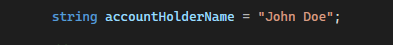 string accountHolderName = "John Doe";